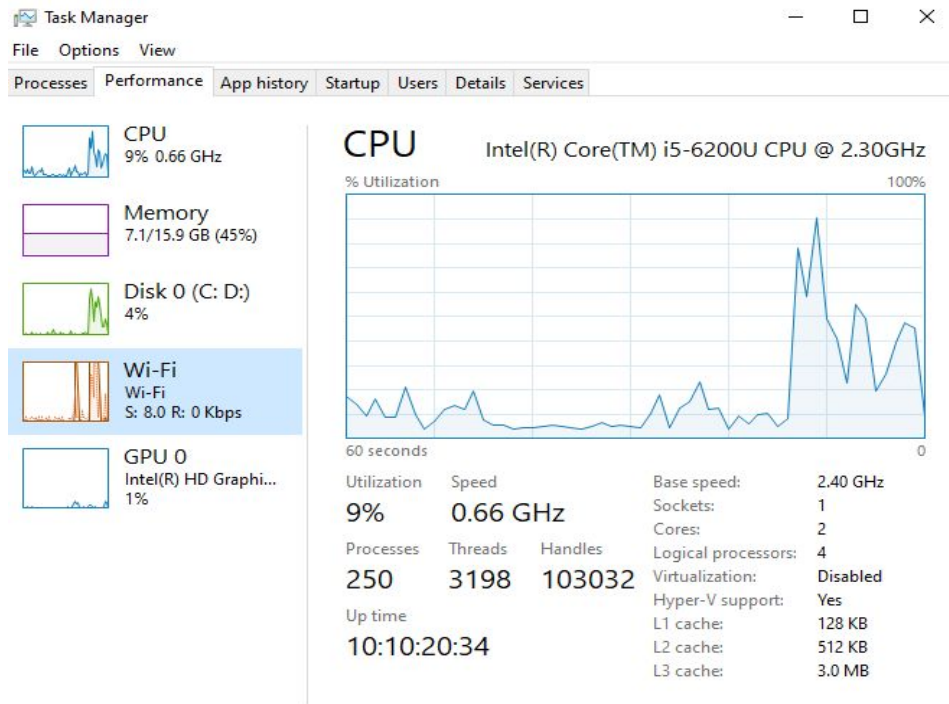 Task Manager
File Options View
Processes Performance App history Startup Users Details Services
CPU
9% 0.66 GHz
Memory
7.1/15.9 GB (45%)
Disk 0 (C: D:)
4%
Wi-Fi
Wi-Fi
S: 8.0 R: 0 Kbps
GPU 0
Intel(R) HD Graphi...
1%
CPU Intel(R) Core(TM) i5-6200U CPU @ 2.30GHz
% Utilization 100%
60 seconds 0
Utilization Speed
9% 0.66 GHz
Processes Threads Handles
250 3198 103032
Up time
10:10:20:34
Base speed: 2.40 GHz
Sockets: 1
Cores: 2
Logical processors: 4
Virtualization: Disabled
Hyper-V support: Yes
L1 cache: 128 KB
L2 cache: 512 KB
L3 cache: 3.0 MB